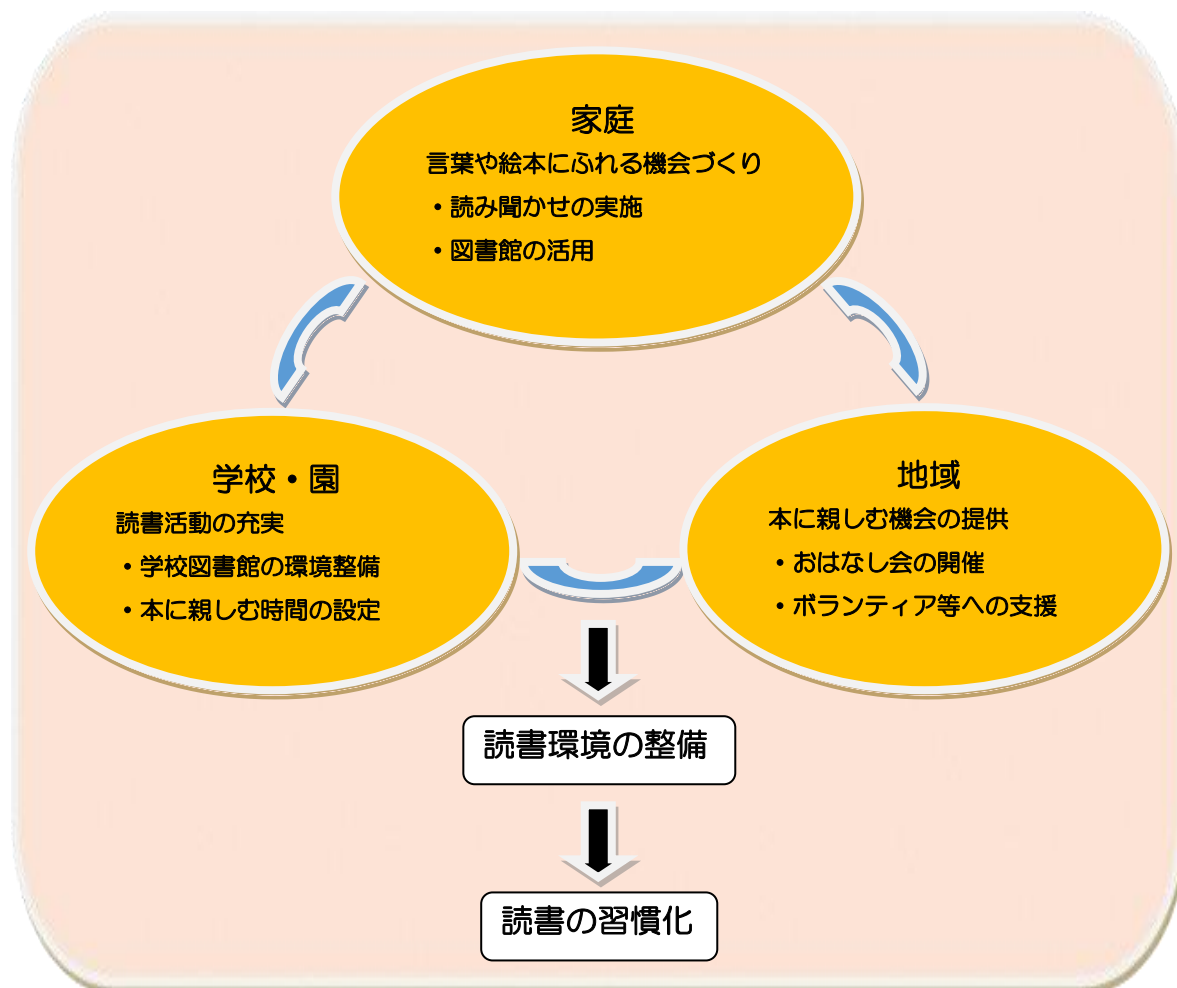 家庭
言葉や絵本にふれる機会づくり
・読み聞かせの実施
・図書館の活用
学校・園
読書活動の充実
・学校図書館の環境整備
・本に親しむ時間の設定
地域
本に親しむ機会の提供
・おはなし会の開催
・ボランティア等への支援
読書環境の整備
読書の習慣化